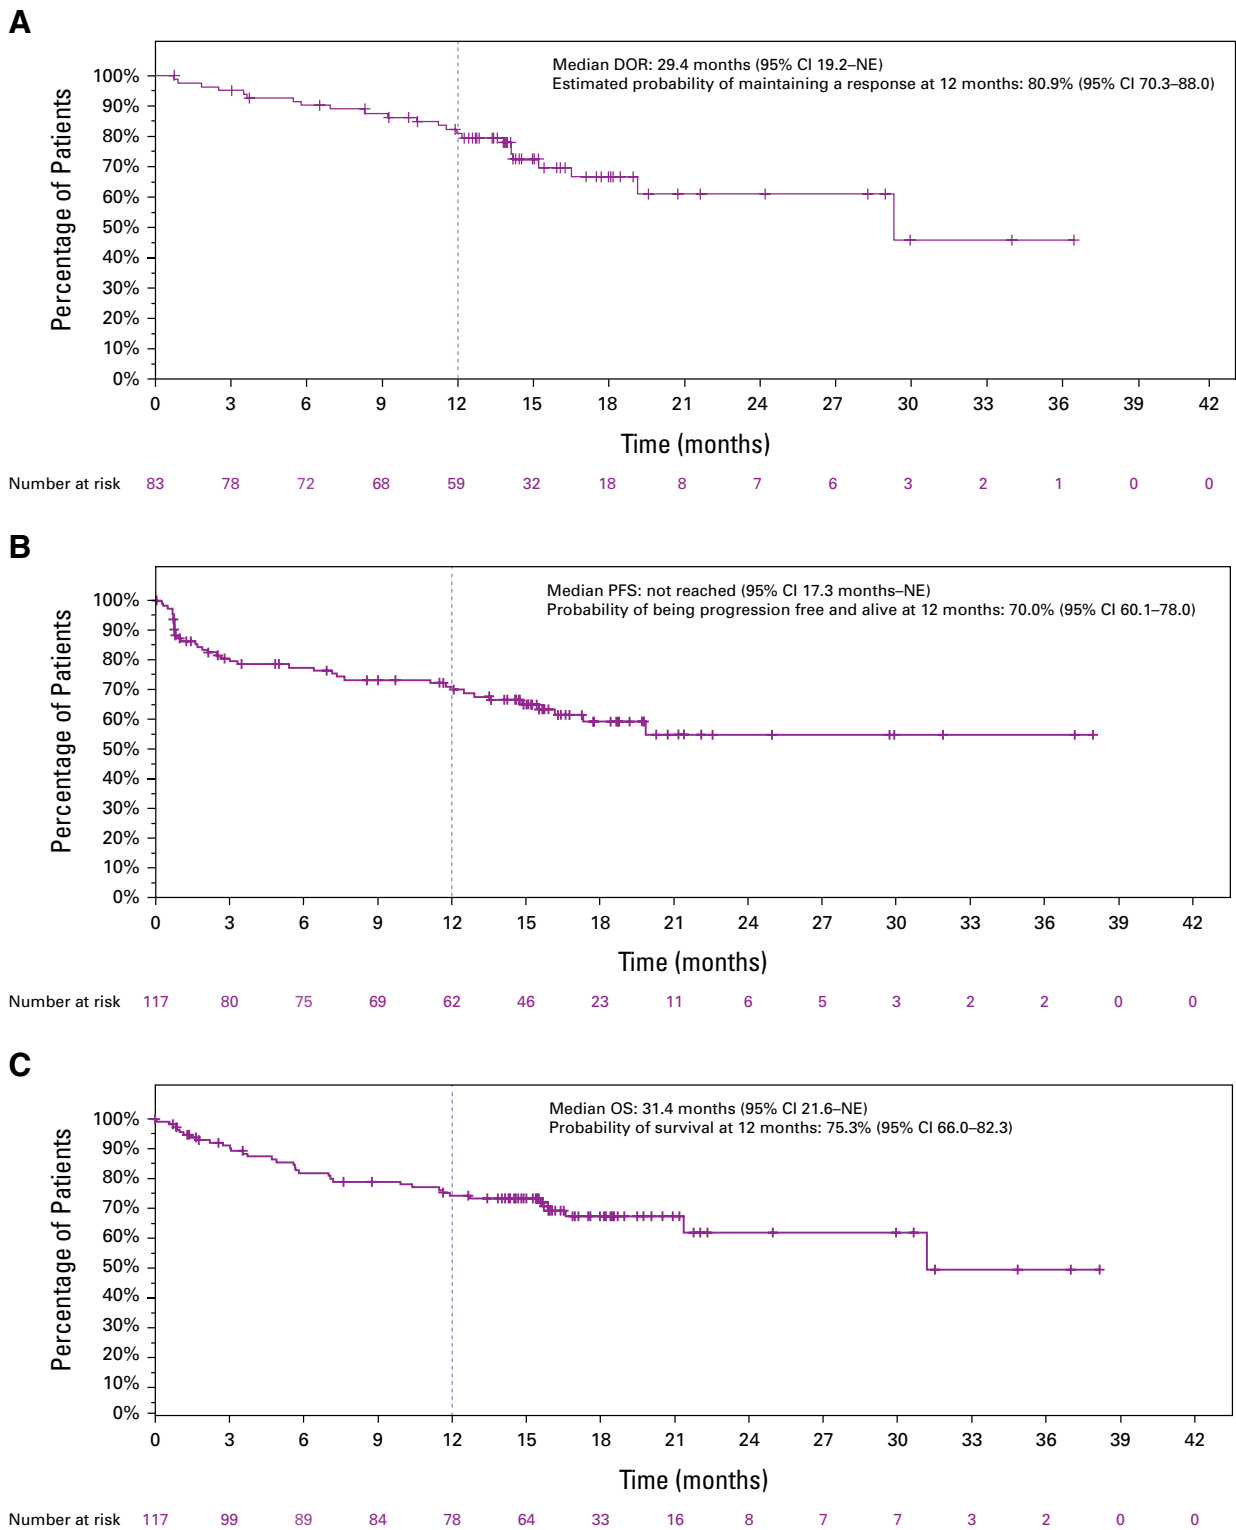 A
Median DOR: 29.4 months (95% CI 19.2–NE)
Estimated probability of maintaining a response at 12 months: 80.9% (95% CI 70.3–88.0)
Percentage of Patients
100%
90%
80%
70%
60%
50%
40%
30%
20%
10%
0%
0 3 6 9 12 15 18 21 24 27 30 33 36 39 42
Time (months)
Number at risk 83 78 72 68 59 32 18 8 7 6 3 2 1 0 0
B
Median PFS: not reached (95% CI 17.3 months–NE)
Probability of being progression free and alive at 12 months: 70.0% (95% CI 60.1–78.0)
Percentage of Patients
100%
90%
80%
70%
60%
50%
40%
30%
20%
10%
0%
0 3 6 9 12 15 18 21 24 27 30 33 36 39 42
Time (months)
Number at risk 117 80 75 69 62 46 23 11 6 5 3 2 2 0 0
C
Median OS: 31.4 months (95% CI 21.6–NE)
Probability of survival at 12 months: 75.3% (95% CI 66.0–82.3)
Percentage of Patients
100%
90%
80%
70%
60%
50%
40%
30%
20%
10%
0%
0 3 6 9 12 15 18 21 24 27 30 33 36 39 42
Time (months)
Number at risk 117 99 89 84 78 64 33 16 8 7 7 3 2 0 0